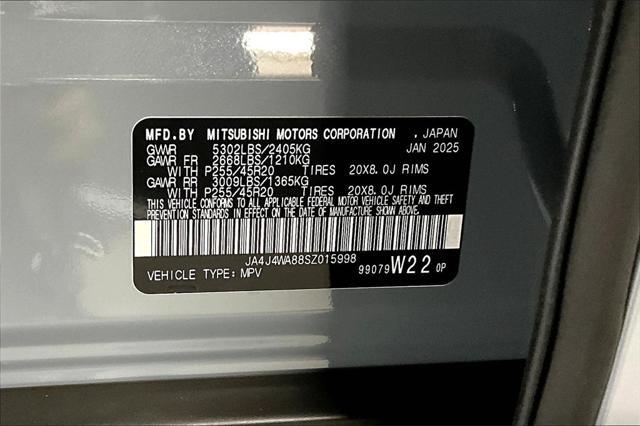 MFD.BY MITSUBISHI MOTORS CORPORATION . JAPAN
GVWR 5302LBS/2405KG JAN 2025
GAWR FR 2668LBS/1210KG
WITH P255/45R20 TIRES 20X8.0J RIMS
GAWR RR 3009LBS/1365KG
WITH P255/45R20 TIRES 20X8.0J RIMS
THIS VEHICLE CONFORMS TO ALL APPLICABLE FEDERAL MOTOR VEHICLE SAFETY AND THEFT
PREVENTION STANDARDS IN EFFECT ON THE DATE OF MANUFACTURE SHOWN ABOVE.
JA4J4WA88SZ015998
VEHICLE TYPE: MPV 99079W220P